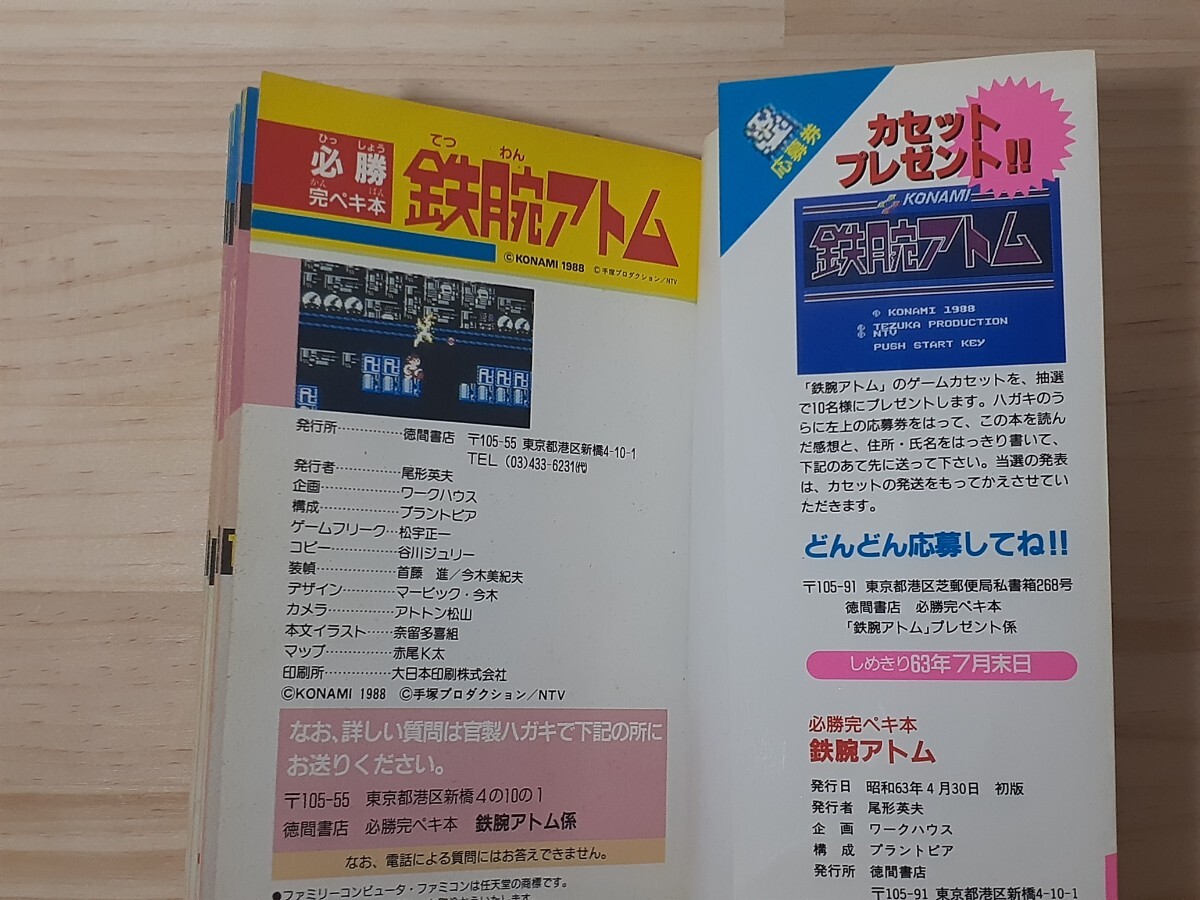 ひっ しょう
必勝
かん ぺき ばん
完ペキ本
てつ わん
鉄腕アトム
©KONAMI 1988 ©手塚プロダクション/NTV
発行所…………徳間書店 〒105-55 東京都港区新橋4-10-1
TEL (03)433-6231㈹
発行者…………尾形英夫
企画……………ワークハウス
構成……………プラントピア
ゲームフリーク…松宇正一
コピー…………谷川ジュリー
装幀……………首藤 進/今木美紀夫
デザイン………マービック・今木
カメラ…………アトトン松山
本文イラスト……奈留多喜組
マップ…………赤尾K太
印刷所…………大日本印刷株式会社
©KONAMI 1988 ©手塚プロダクション/NTV
なお、詳しい質問は官製ハガキで下記の所に
お送りください。
〒105-55 東京都港区新橋4の10の1
徳間書店 必勝完ペキ本 鉄腕アトム係
なお、電話による質問にはお答えできません。
●ファミリーコンピュータ・ファミコンは任天堂の商標です。
応募券
カセット
プレゼント!!
KONAMI
鉄腕アトム
© KONAMI 1988
© TEZUKA PRODUCTION
© NTV
PUSH START KEY
「鉄腕アトム」のゲームカセットを、抽選
で10名様にプレゼントします。ハガキのう
らに左上の応募券をはって、この本を読ん
だ感想と、住所・氏名をはっきり書いて、
下記のあて先に送って下さい。当選の発表
は、カセットの発送をもってかえさせてい
ただきます。
どんどん応募してね!!
〒105-91 東京都港区芝郵便局私書箱268号
徳間書店 必勝完ペキ本
「鉄腕アトム」プレゼント係
しめきり63年7月末日
必勝完ペキ本
鉄腕アトム
発行日 昭和63年4月30日 初版
発行者 尾形英夫
企 画 ワークハウス
構 成 プラントピア
発行所 徳間書店
〒105-91 東京都港区新橋4-10-1